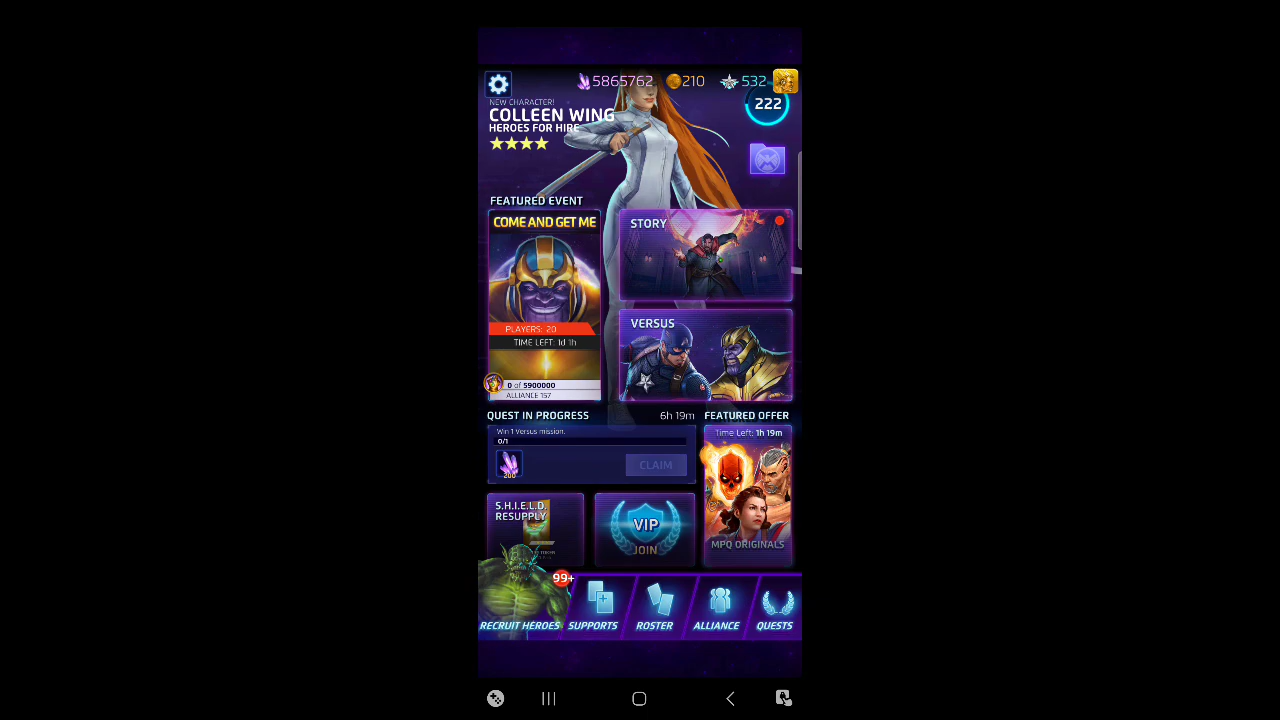 5865762 210 532
NEW CHARACTER!
222
COLLEEN WING
HEROES FOR HIRE
FEATURED EVENT
COME AND GET ME
STORY
PLAYERS: 20
TIME LEFT: 1d 1h
0 of 5900000
ALLIANCE 157
VERSUS
QUEST IN PROGRESS 6h 19m
Win 1 Versus mission.
0/1
200
CLAIM
FEATURED OFFER
Time Left: 1h 19m
MPQ ORIGINALS
S.H.I.E.L.D.
RESUPPLY
VIP
JOIN
99+
RECRUIT HEROES SUPPORTS ROSTER ALLIANCE QUESTS